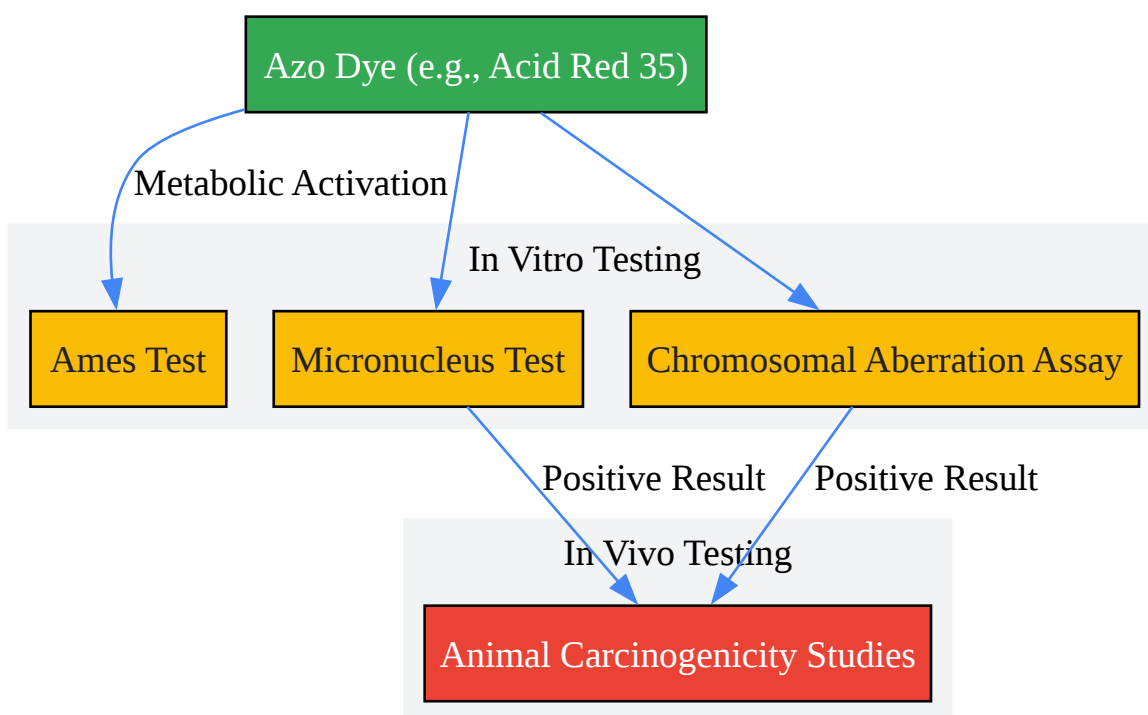 Azo Dye (e.g., Acid Red 35)
Metabolic Activation
In Vitro Testing
Ames Test
Micronucleus Test
Chromosomal Aberration Assay
Positive Result
Positive Result
In Vivo Testing
Animal Carcinogenicity Studies